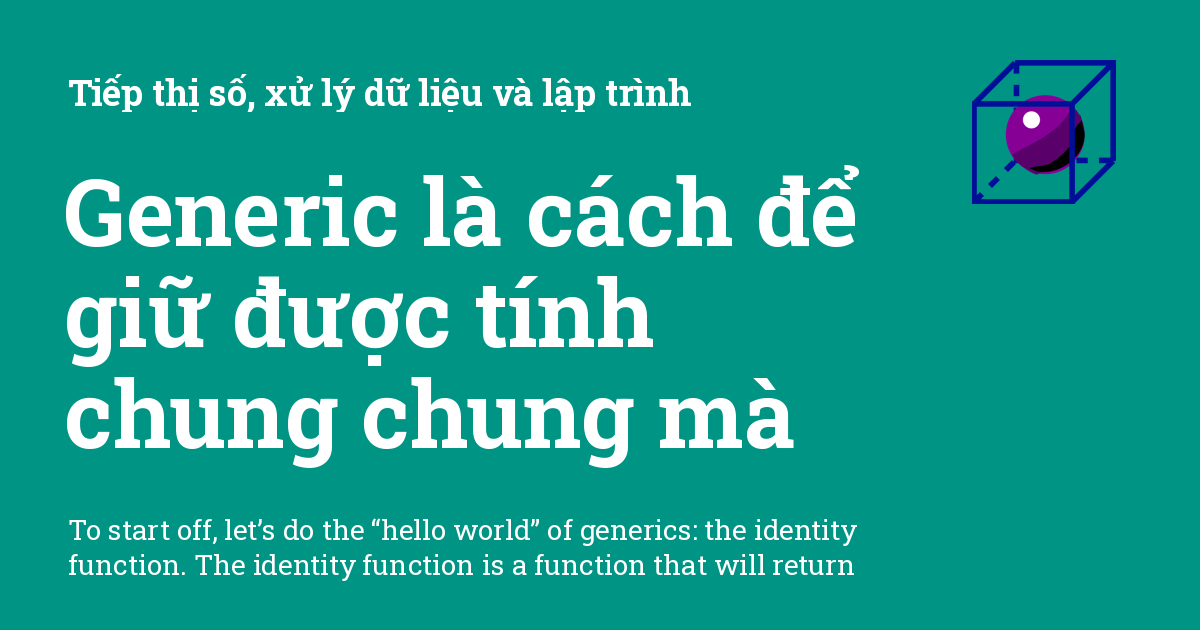 Tiếp thị số, xử lý dữ liệu và lập trình
Generic là cách để
giữ được tính
chung chung mà
To start off, let’s do the “hello world” of generics: the identity
function. The identity function is a function that will return